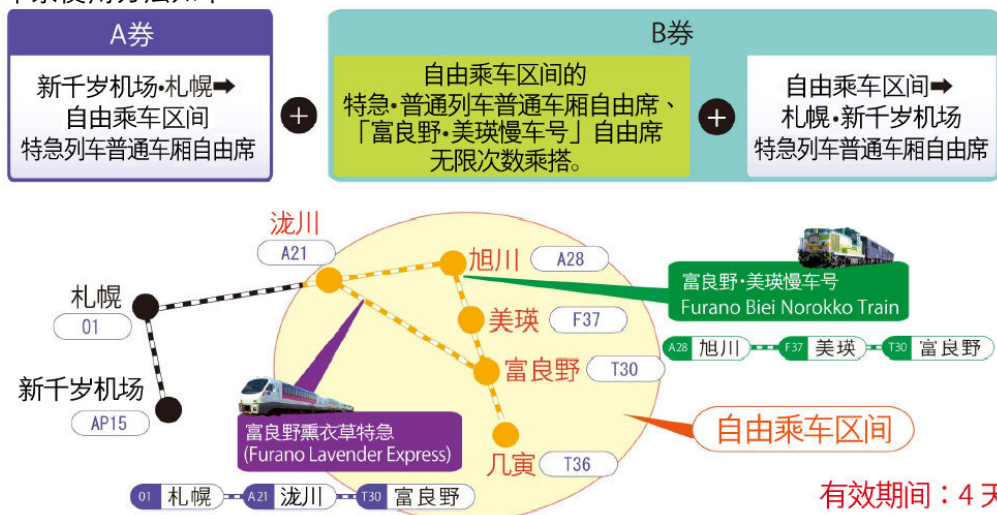 A券
新千岁机场•札幌➡
自由乘车区间
特急列车普通车厢自由席
+
B券
自由乘车区间的
特急•普通列车普通车厢自由席、
「富良野•美瑛慢车号」自由席
无限次数乘搭。
+
自由乘车区间➡
札幌•新千岁机场
特急列车普通车厢自由席
泷川
A21
旭川 A28
札幌
01
美瑛 F37
富良野 T30
新千岁机场
AP15
几寅 T36
富良野•美瑛慢车号
Furano Biei Norokko Train
A28 旭川 F37 美瑛 T30 富良野
富良野熏衣草特急
(Furano Lavender Express)
01 札幌 A21 泷川 T30 富良野
自由乘车区间
有效期间：4天